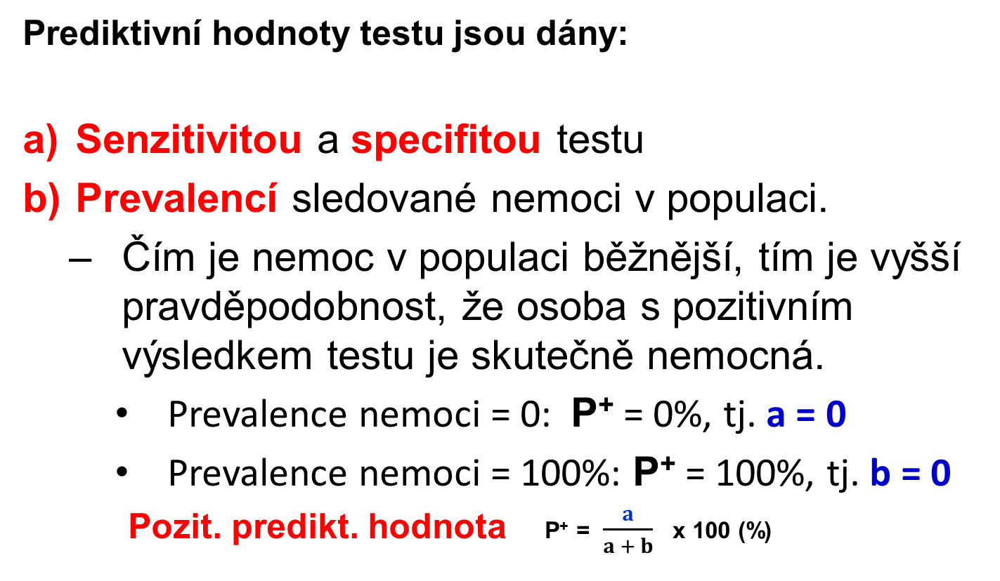 Prediktivní hodnoty testu jsou dány:
a) Senzitivitou a specifitou testu
b) Prevalencí sledované nemoci v populaci.
– Čím je nemoc v populaci běžnější, tím je vyšší
pravděpodobnost, že osoba s pozitivním
výsledkem testu je skutečně nemocná.
• Prevalence nemoci = 0: P⁺ = 0%, tj. a = 0
• Prevalence nemoci = 100%: P⁺ = 100%, tj. b = 0
Pozit. predikt. hodnota P⁺ = a / a + b x 100 (%)